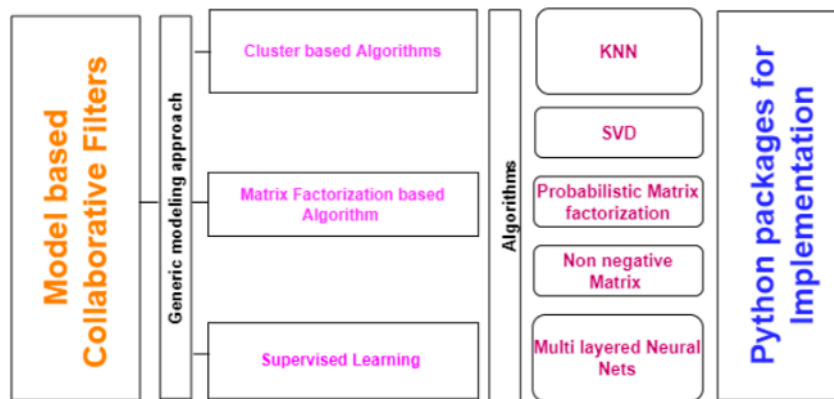 Model based
Collaborative Filters
Generic modeling approach
Cluster based Algorithms
Matrix Factorization based
Algorithm
Supervised Learning
Algorithms
KNN
SVD
Probabilistic Matrix
factorization
Non negative
Matrix
Multi layered Neural
Nets
Python packages for
Implementation